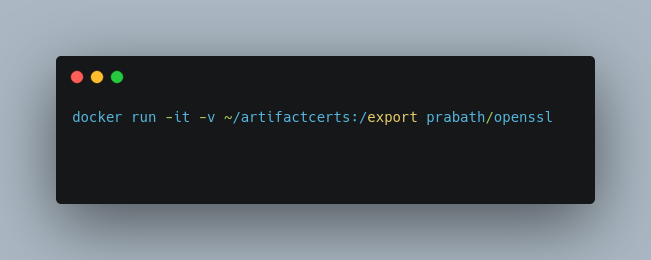 docker run -it -v ~/artifactcerts:/export prabath/openssl